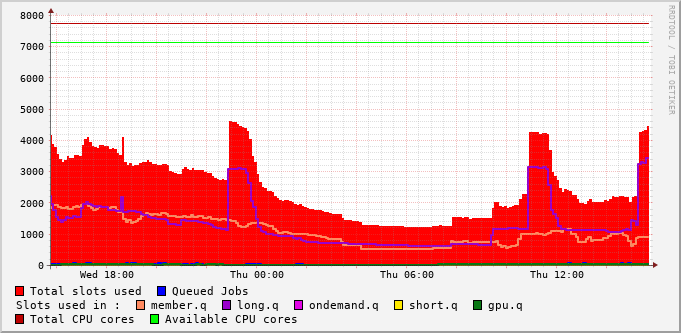 8000
7000
6000
5000
4000
3000
2000
1000
0
Wed 18:00 Thu 00:00 Thu 06:00 Thu 12:00
RRDTOOL / TOBI OETIKER
Total slots used Queued Jobs
Slots used in : member.q long.q ondemand.q short.q gpu.q
Total CPU cores Available CPU cores